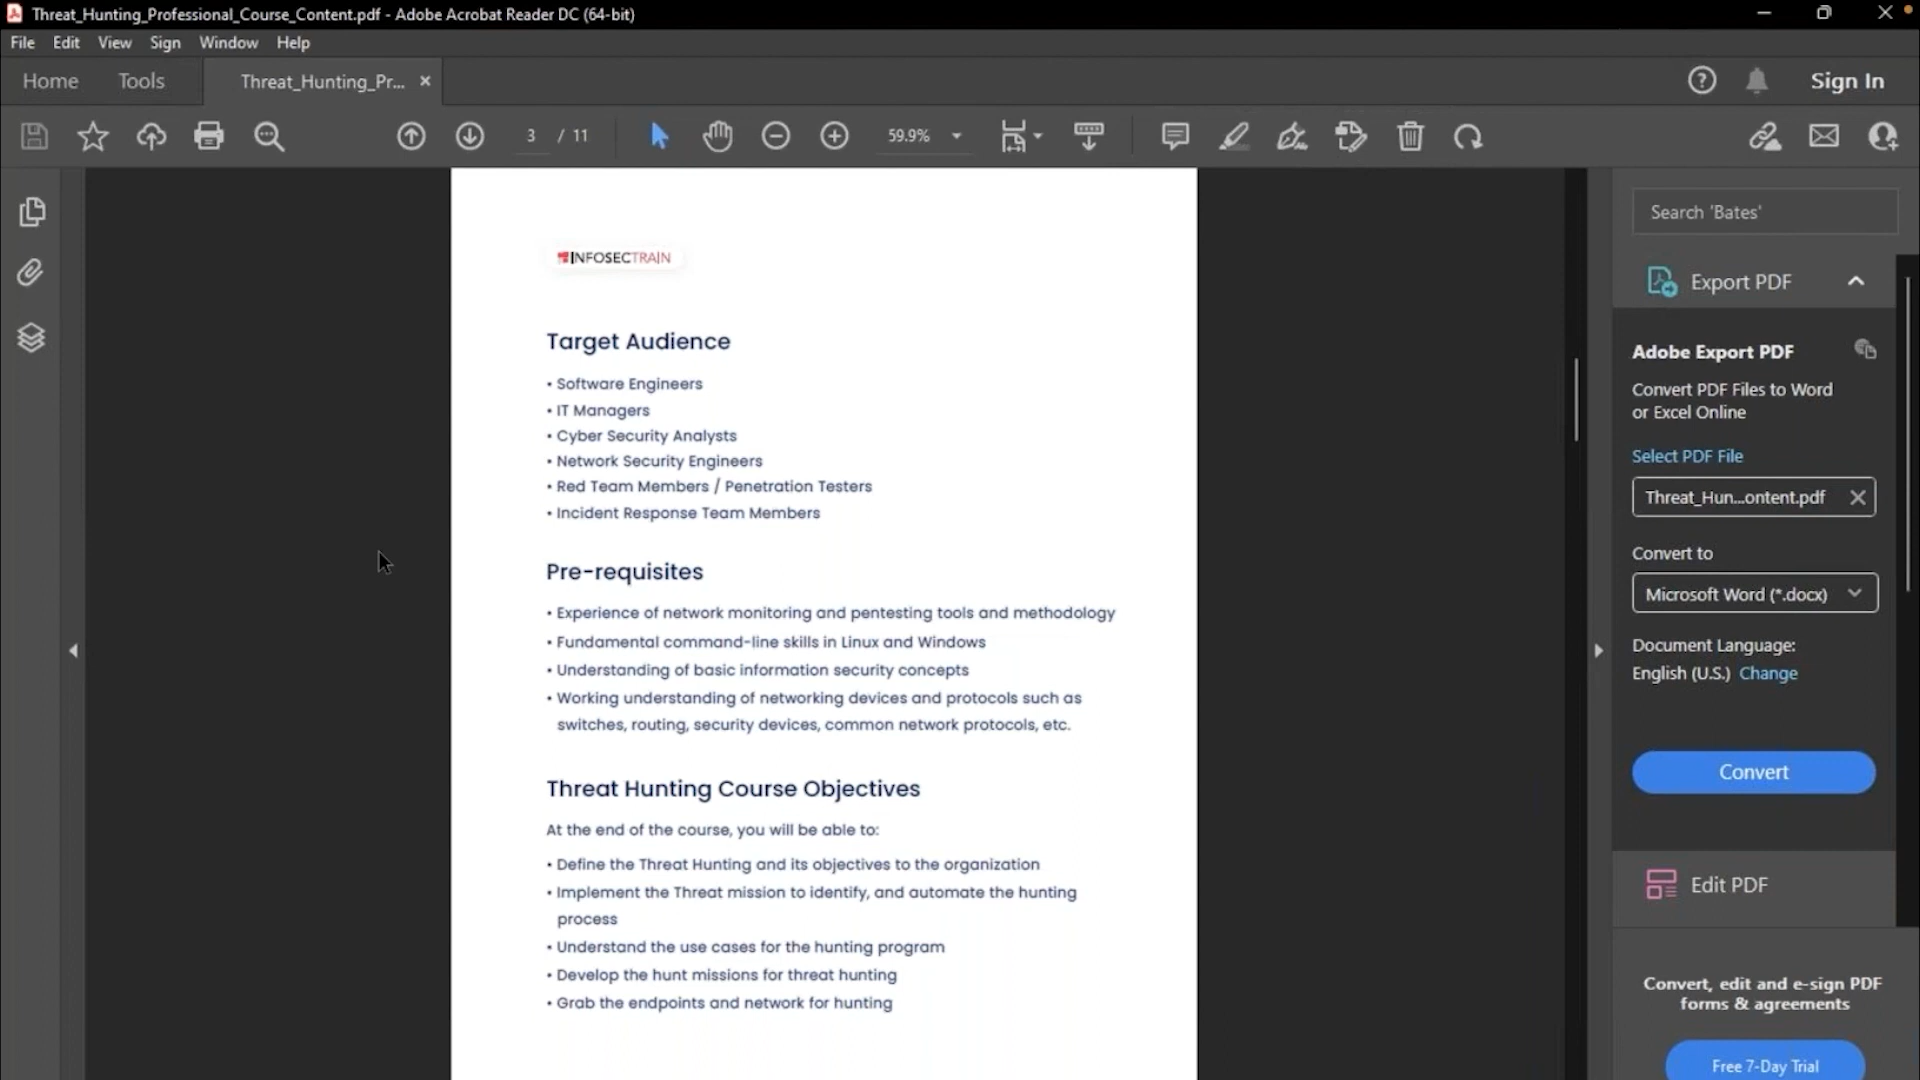 Threat_Hunting_Professional_Course_Content.pdf - Adobe Acrobat Reader DC (64-bit)
File Edit View Sign Window Help
Home Tools Threat_Hunting_Pr... Sign In
3 / 11 59.9%
INFOSECTRAIN
Target Audience
• Software Engineers
• IT Managers
• Cyber Security Analysts
• Network Security Engineers
• Red Team Members / Penetration Testers
• Incident Response Team Members
Pre-requisites
• Experience of network monitoring and pentesting tools and methodology
• Fundamental command-line skills in Linux and Windows
• Understanding of basic information security concepts
• Working understanding of networking devices and protocols such as
switches, routing, security devices, common network protocols, etc.
Threat Hunting Course Objectives
At the end of the course, you will be able to:
• Define the Threat Hunting and its objectives to the organization
• Implement the Threat mission to identify, and automate the hunting
process
• Understand the use cases for the hunting program
• Develop the hunt missions for threat hunting
• Grab the endpoints and network for hunting
Search 'Bates'
Export PDF
Adobe Export PDF
Convert PDF Files to Word
or Excel Online
Select PDF File
Threat_Hun...ontent.pdf
Convert to
Microsoft Word (*.docx)
Document Language:
English (U.S.) Change
Convert
Edit PDF
Convert, edit and e-sign PDF
forms & agreements
Free 7-Day Trial